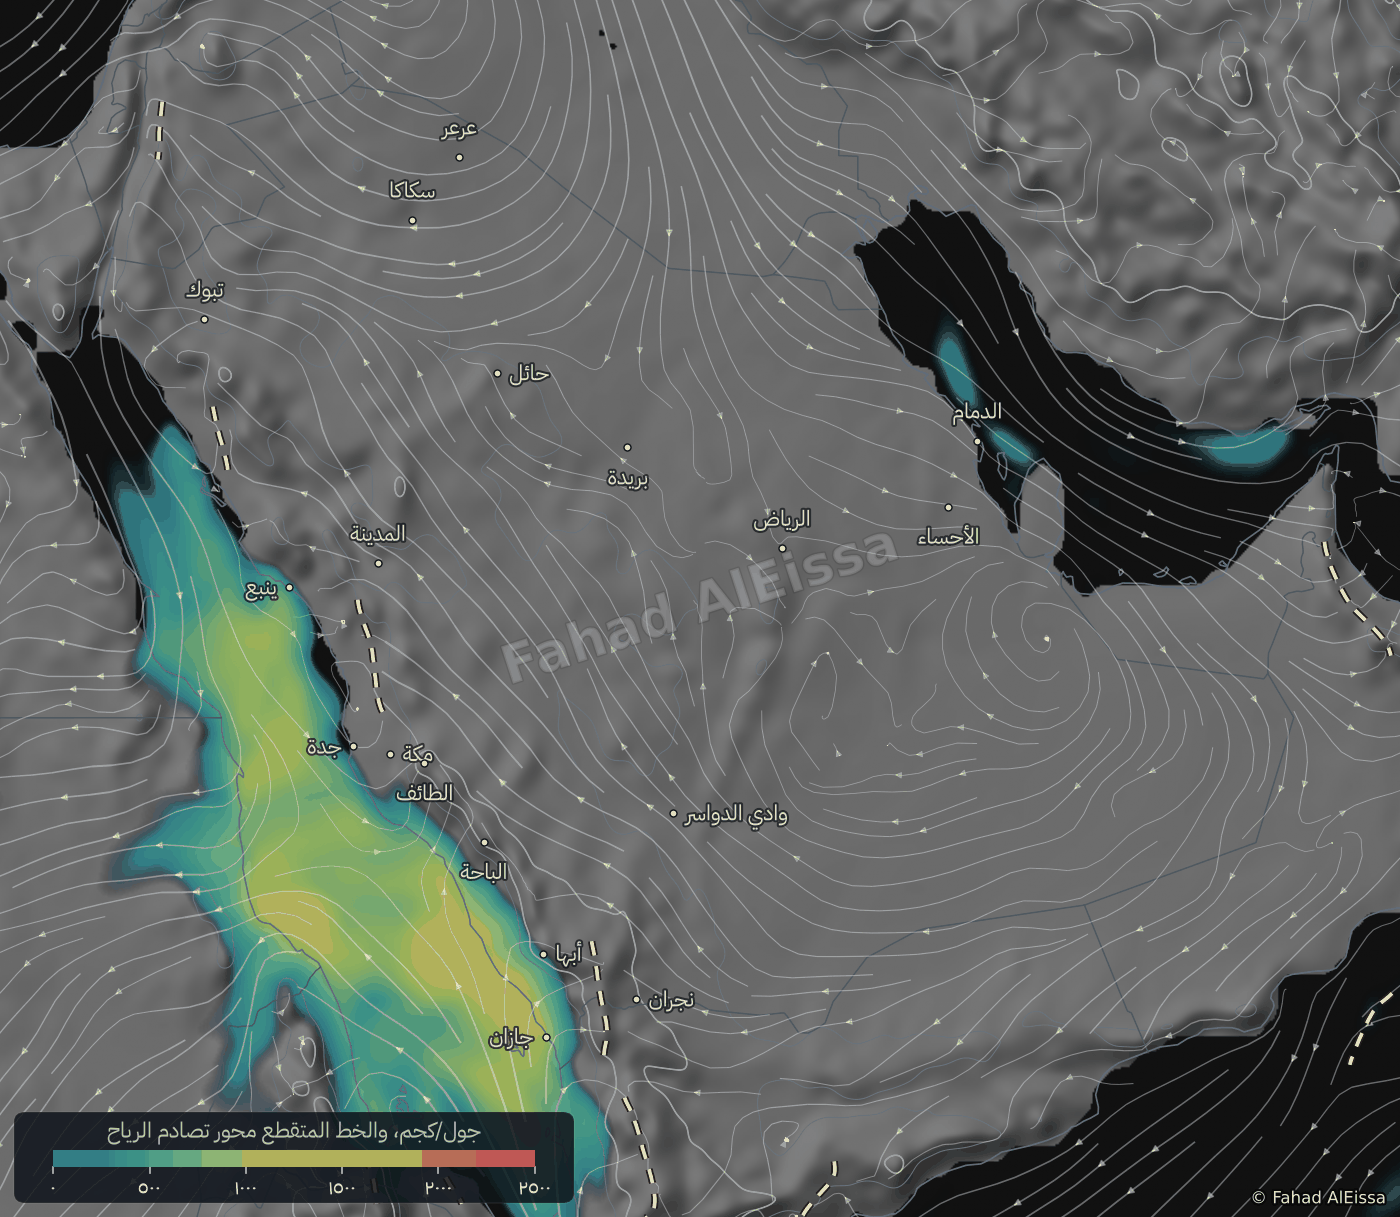 عرعر
سكاكا
تبوك
حائل
الدمام
بريدة
الرياض
الأحساء
المدينة
ينبع
Fahad AlEissa
جدة
مكة
الطائف
وادي الدواسر
الباحة
أبها
نجران
جازان
جول/كجم، والخط المتقطع محور تصادم الرياح
٠ ٥٠٠ ١٠٠٠ ١٥٠٠ ٢٠٠٠ ٢٥٠٠
© Fahad AlEissa